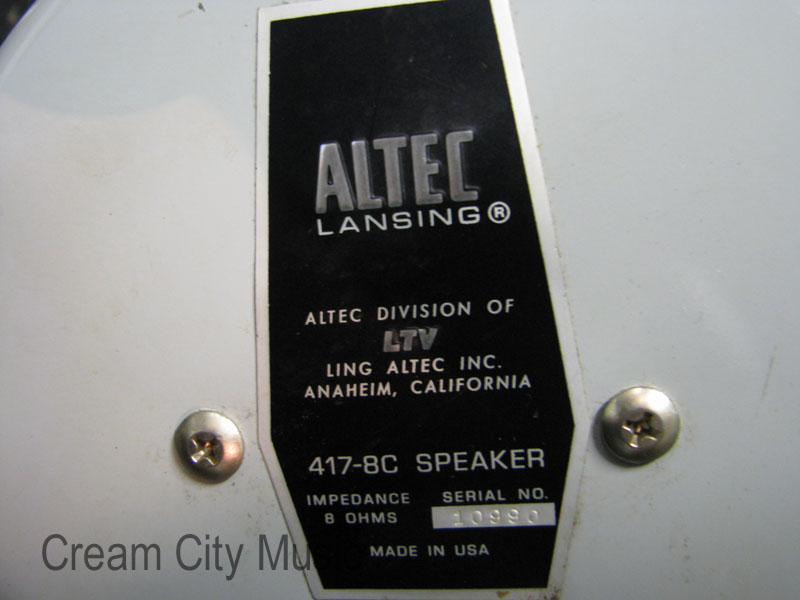 ALTEC
LANSING®
ALTEC DIVISION OF
LTV
LING ALTEC INC.
ANAHEIM, CALIFORNIA
417-8C SPEAKER
IMPEDANCE SERIAL NO.
8 OHMS 10990
MADE IN USA
Cream City Music